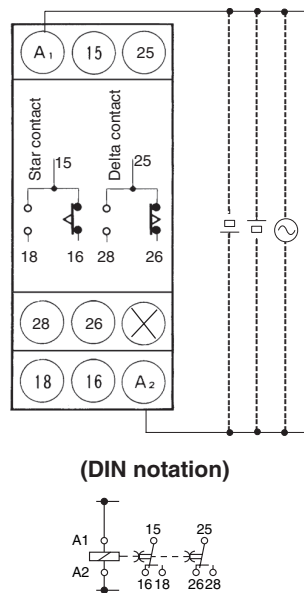 A1 15 25
Star contact
Delta contact
15 25
18 16 28 26
28 26
18 16 A2
(DIN notation)
15 25
A1
A2
16 18 26 28